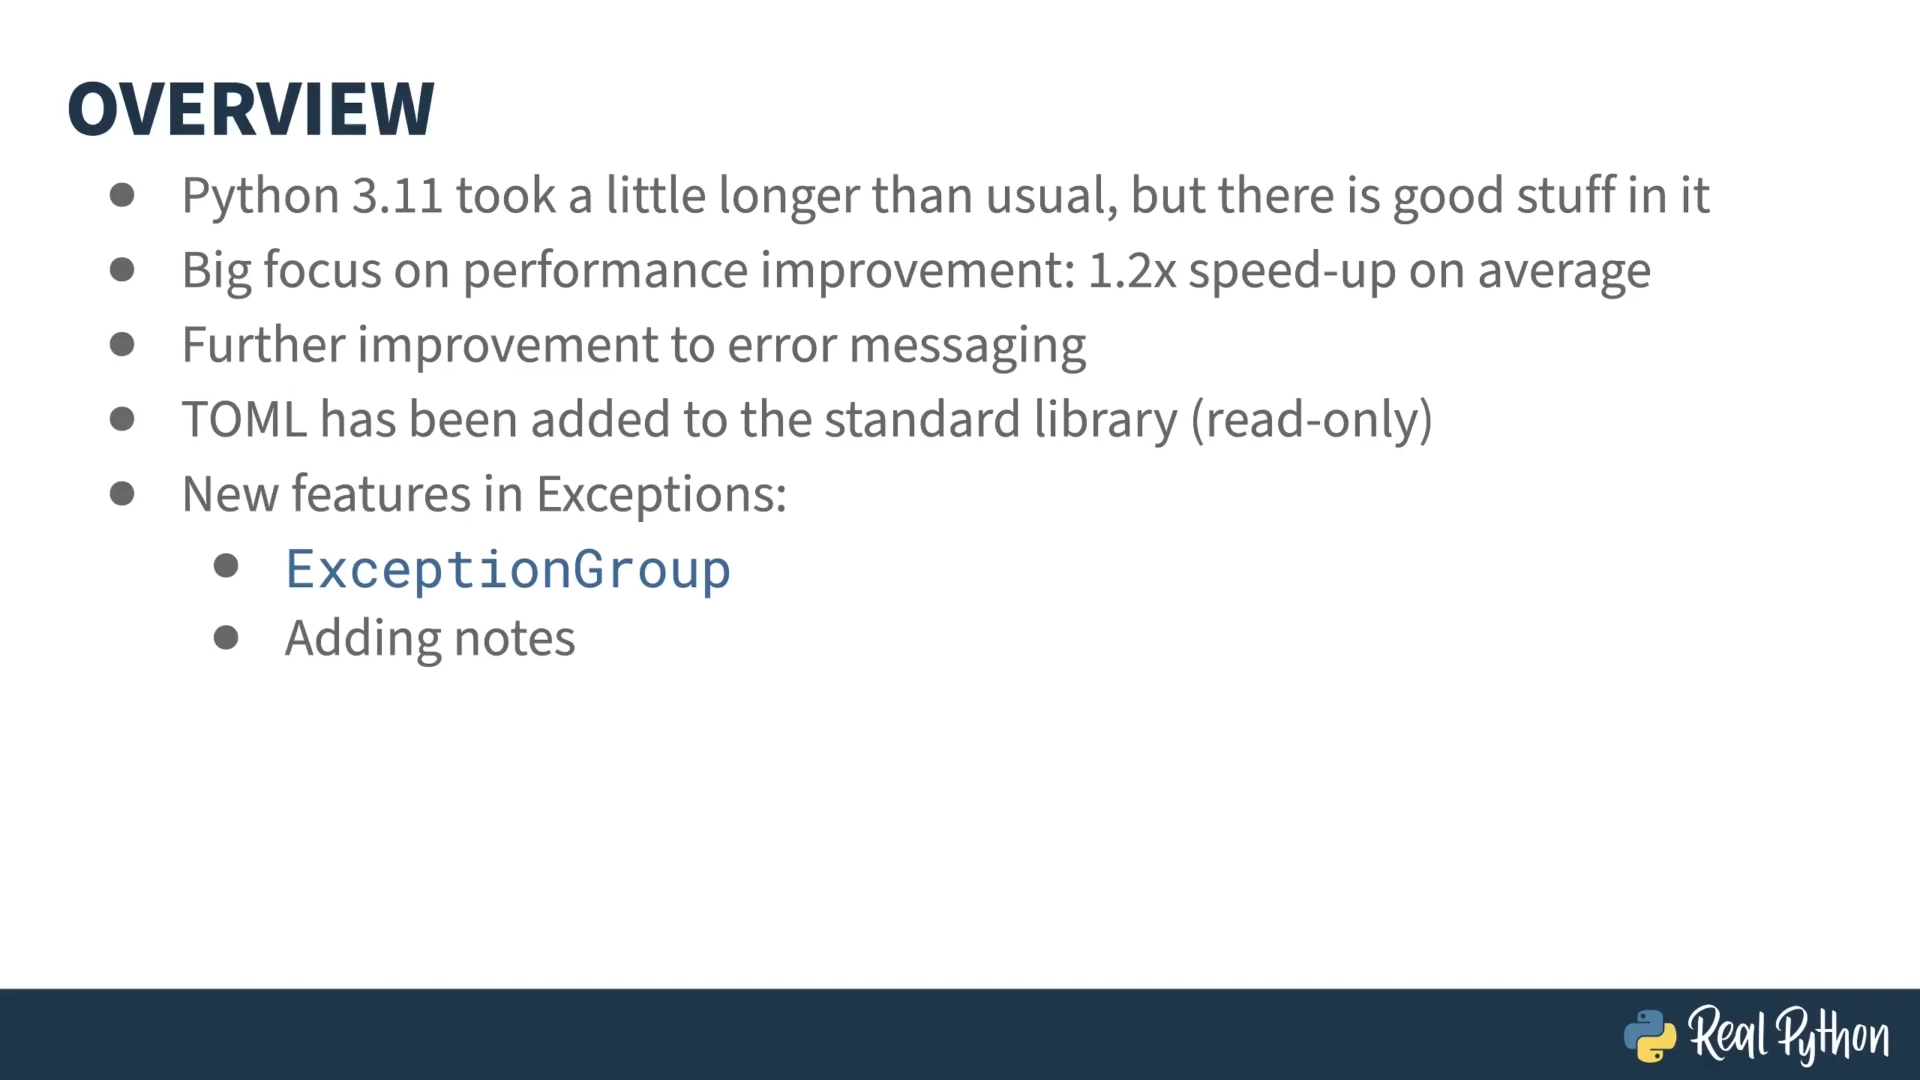 OVERVIEW
● Python 3.11 took a little longer than usual, but there is good stuff in it
● Big focus on performance improvement: 1.2x speed-up on average
● Further improvement to error messaging
● TOML has been added to the standard library (read-only)
● New features in Exceptions:
● ExceptionGroup
● Adding notes
Real Python